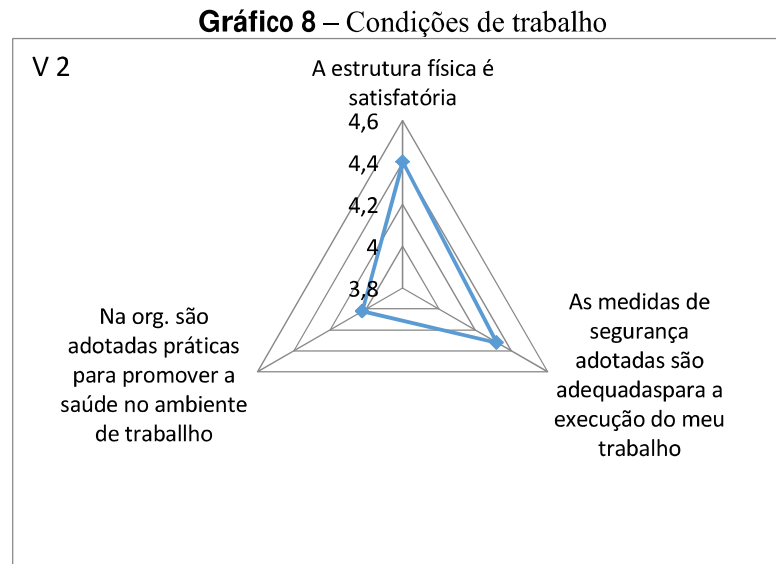 Gráfico 8 – Condições de trabalho
V 2
A estrutura física é
satisfatória
4,6
4,4
4,2
4
3,8
As medidas de
segurança
adotadas são
adequadaspara a
execução do meu
trabalho
Na org. são
adotadas práticas
para promover a
saúde no ambiente
de traballho